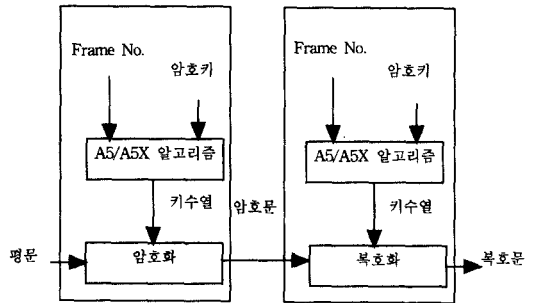 Frame No.
암호키
A5/A5X 알고리즘
키수열
평문
암호화
암호문
Frame No.
암호키
A5/A5X 알고리즘
키수열
복호화
복호문